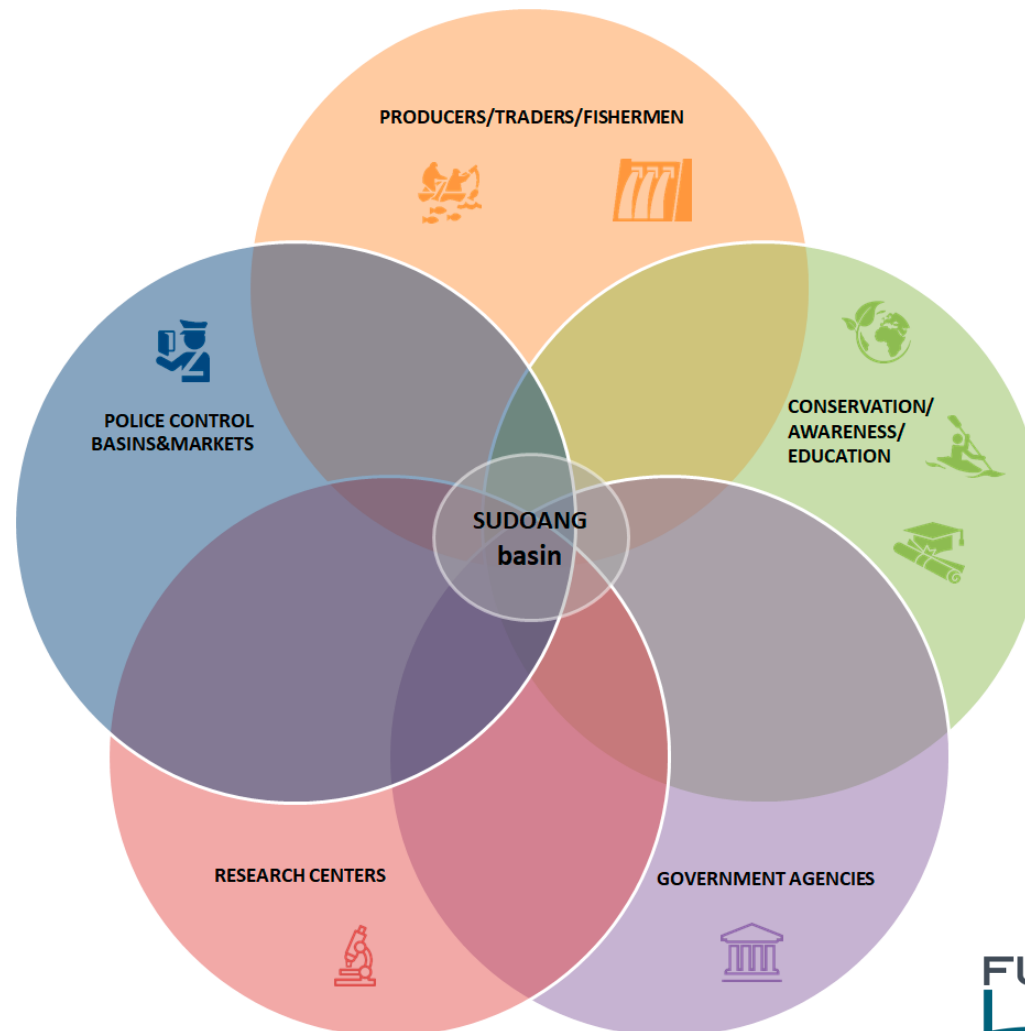 PRODUCERS/TRADERS/FISHERMEN
POLICE CONTROL
BASINS&MARKETS
CONSERVATION/
AWARENESS/
EDUCATION
SUDOANG
basin
RESEARCH CENTERS
GOVERNMENT AGENCIES